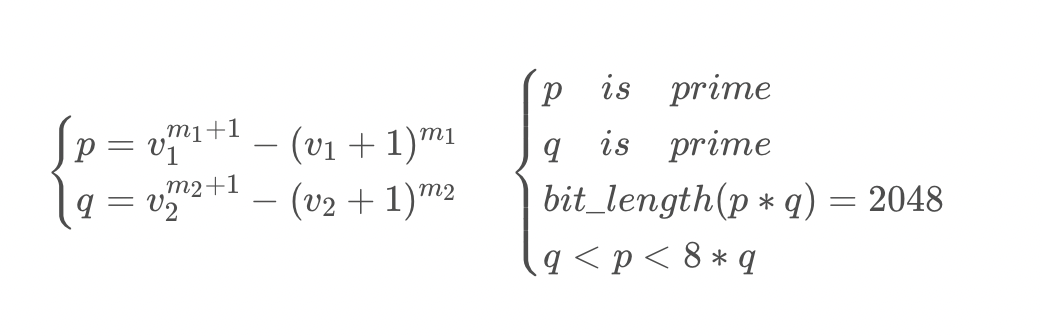 p = v_1^{m_1+1} − (v_1 + 1)^{m_1}
q = v_2^{m_2+1} − (v_2 + 1)^{m_2}
p is prime
q is prime
bit_length(p ∗ q) = 2048
q < p < 8 ∗ q